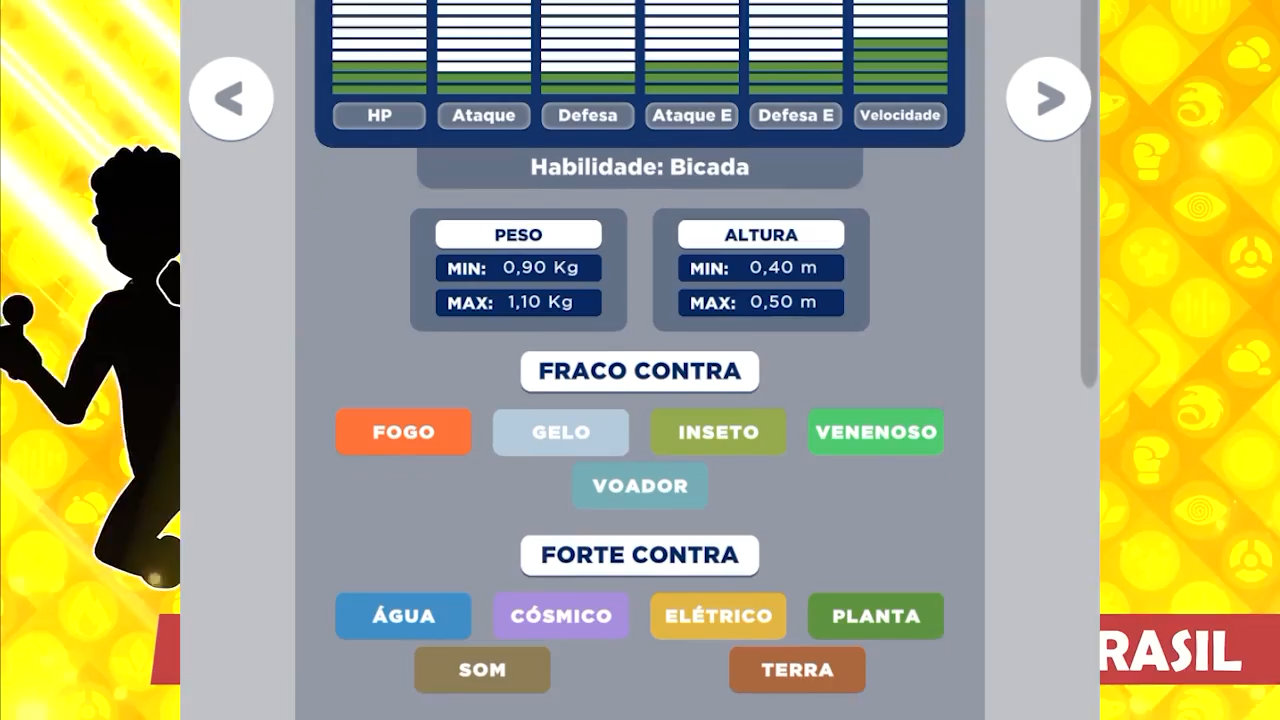 HP Ataque Defesa Ataque E Defesa E Velocidade
Habilidade: Bicada
PESO
MIN: 0,90 Kg
MAX: 1,10 Kg
ALTURA
MIN: 0,40 m
MAX: 0,50 m
FRACO CONTRA
FOGO GELO INSETO VENENOSO
VOADOR
FORTE CONTRA
ÁGUA CÓSMICO ELÉTRICO PLANTA
SOM TERRA
RASIL